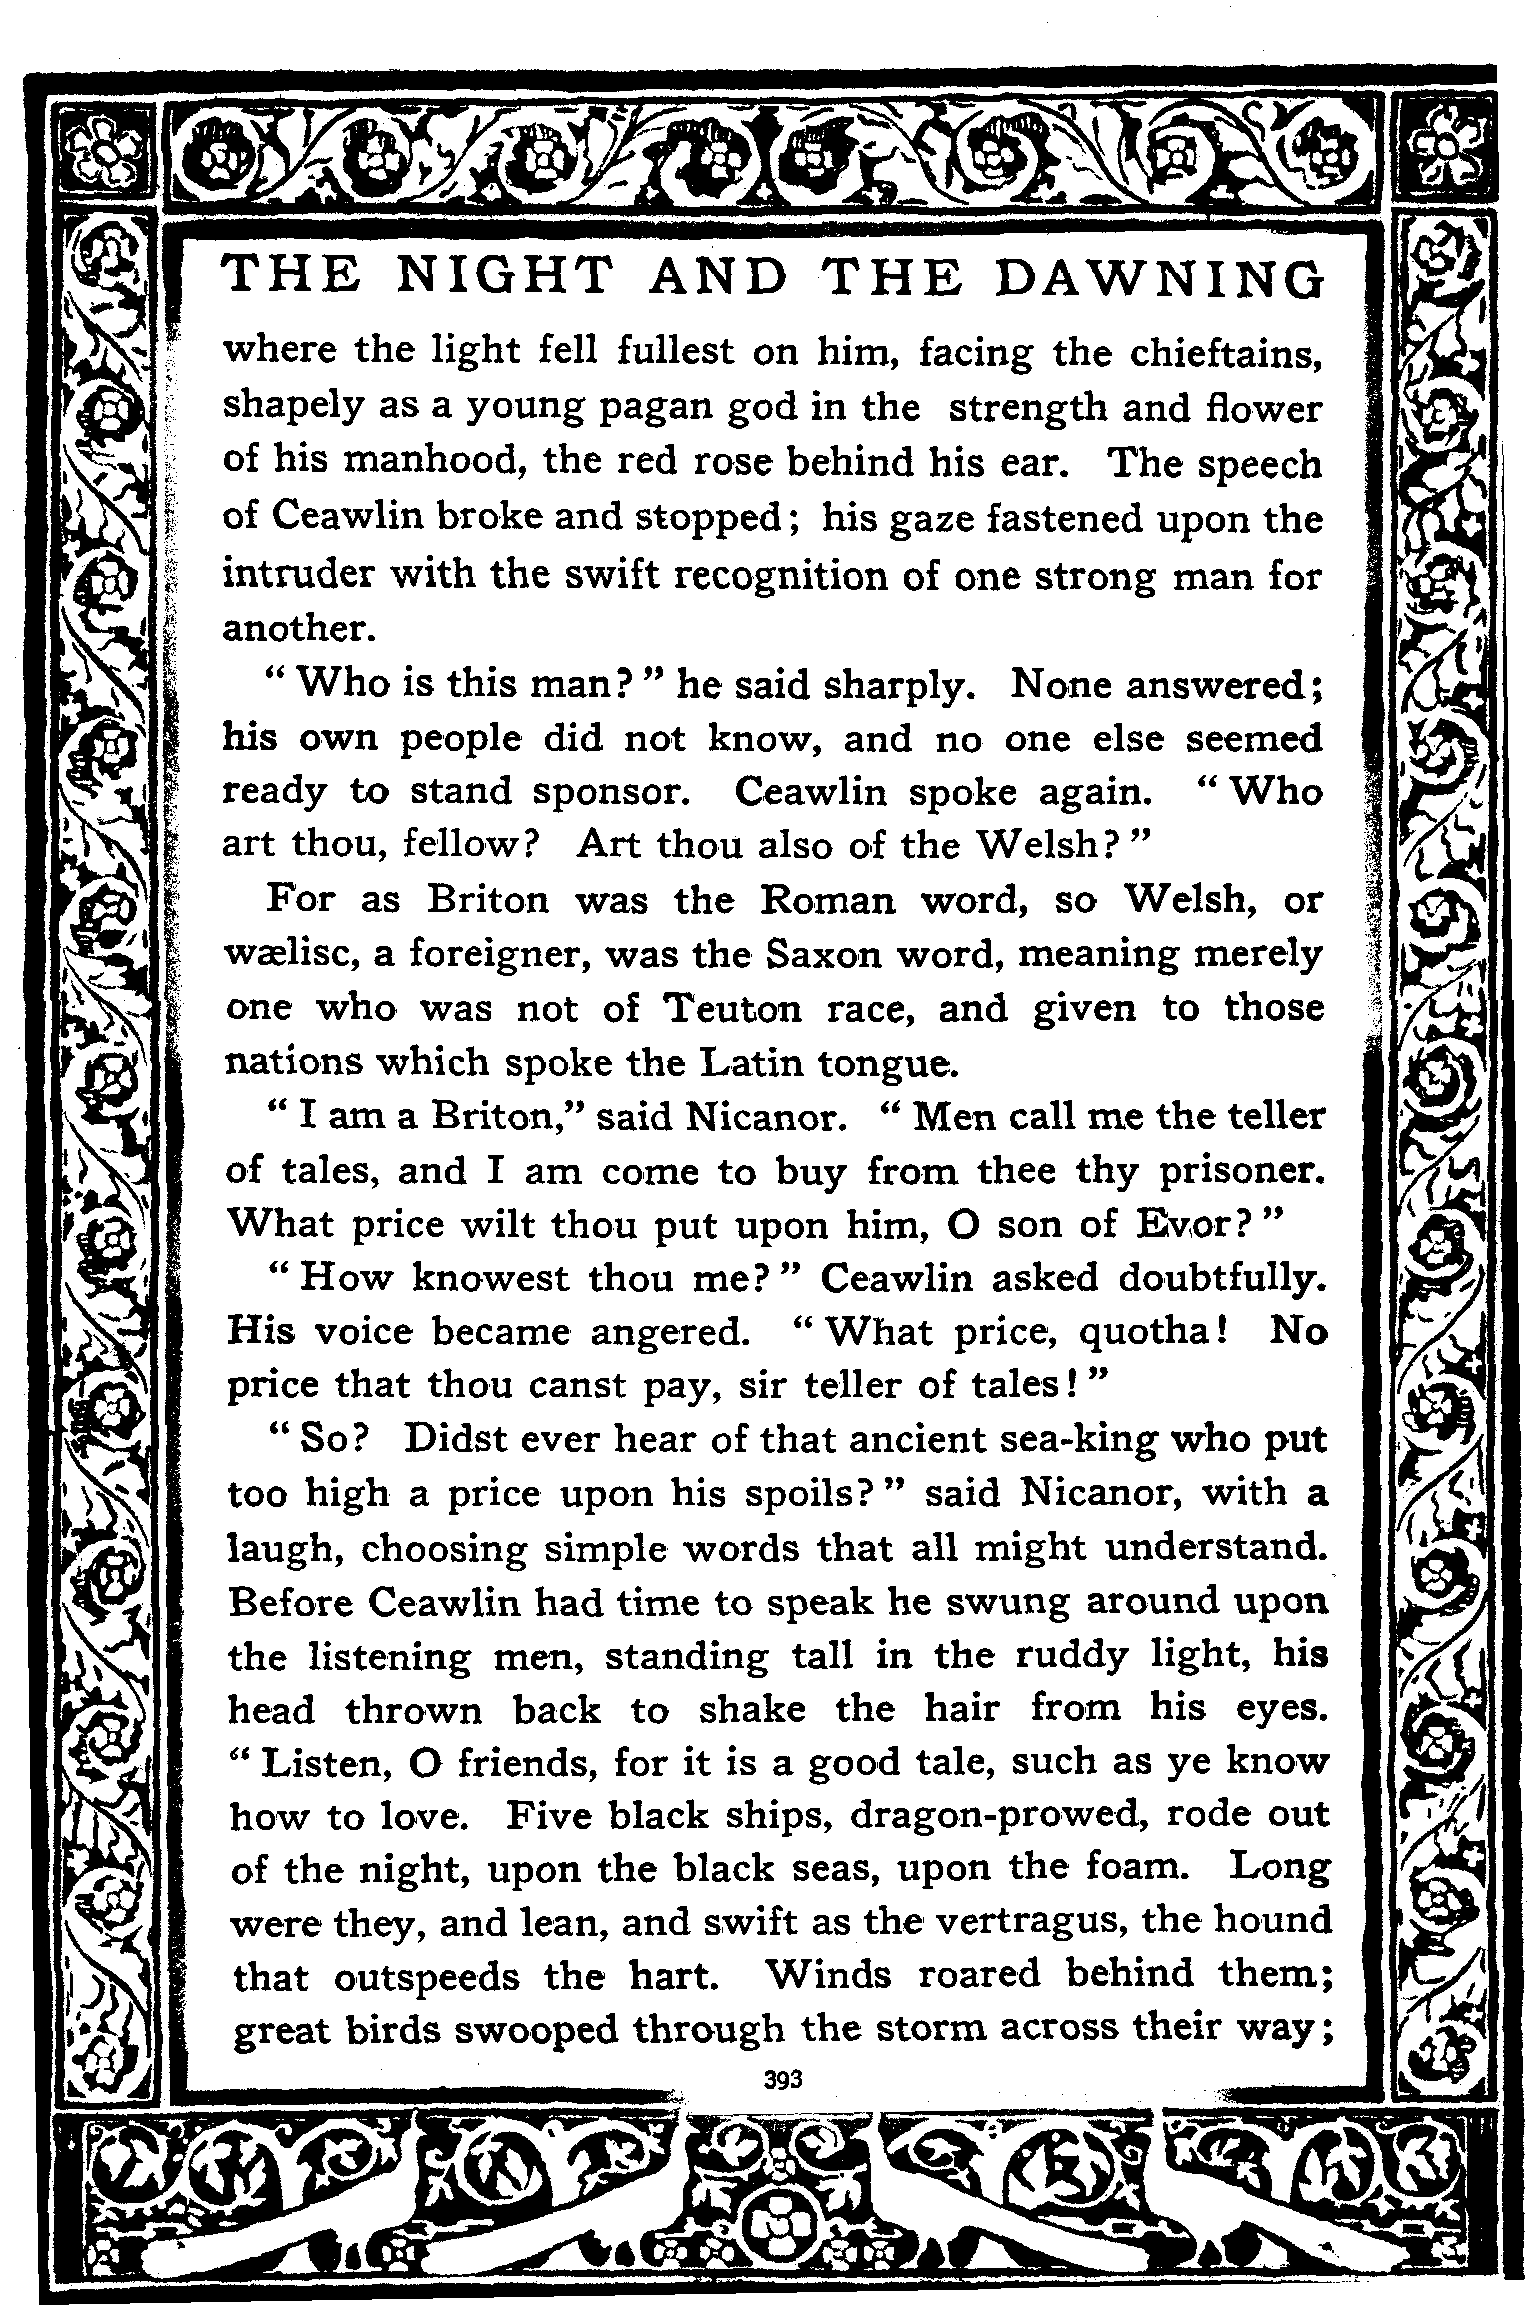 THE NIGHT AND THE DAWNING
where the light fell fullest on him, facing the chieftains,
shapely as a young pagan god in the strength and flower
of his manhood, the red rose behind his ear. The speech
of Ceawlin broke and stopped; his gaze fastened upon the
intruder with the swift recognition of one strong man for
another.
“Who is this man?” he said sharply. None answered;
his own people did not know, and no one else seemed
ready to stand sponsor. Ceawlin spoke again. “Who
art thou, fellow? Art thou also of the Welsh?”
For as Briton was the Roman word, so Welsh, or
wælisc, a foreigner, was the Saxon word, meaning merely
one who was not of Teuton race, and given to those
nations which spoke the Latin tongue.
“I am a Briton,” said Nicanor. “Men call me the teller
of tales, and I am come to buy from thee thy prisoner.
What price wilt thou put upon him, O son of Evor?”
“How knowest thou me?” Ceawlin asked doubtfully.
His voice became angered. “What price, quotha! No
price that thou canst pay, sir teller of tales!”
“So? Didst ever hear of that ancient sea-king who put
too high a price upon his spoils?” said Nicanor, with a
laugh, choosing simple words that all might understand.
Before Ceawlin had time to speak he swung around upon
the listening men, standing tall in the ruddy light, his
head thrown back to shake the hair from his eyes.
“Listen, O friends, for it is a good tale, such as ye know
how to love. Five black ships, dragon-prowed, rode out
of the night, upon the black seas, upon the foam. Long
were they, and lean, and swift as the vertragus, the hound
that outspeeds the hart. Winds roared behind them;
great birds swooped through the storm across their way;
393